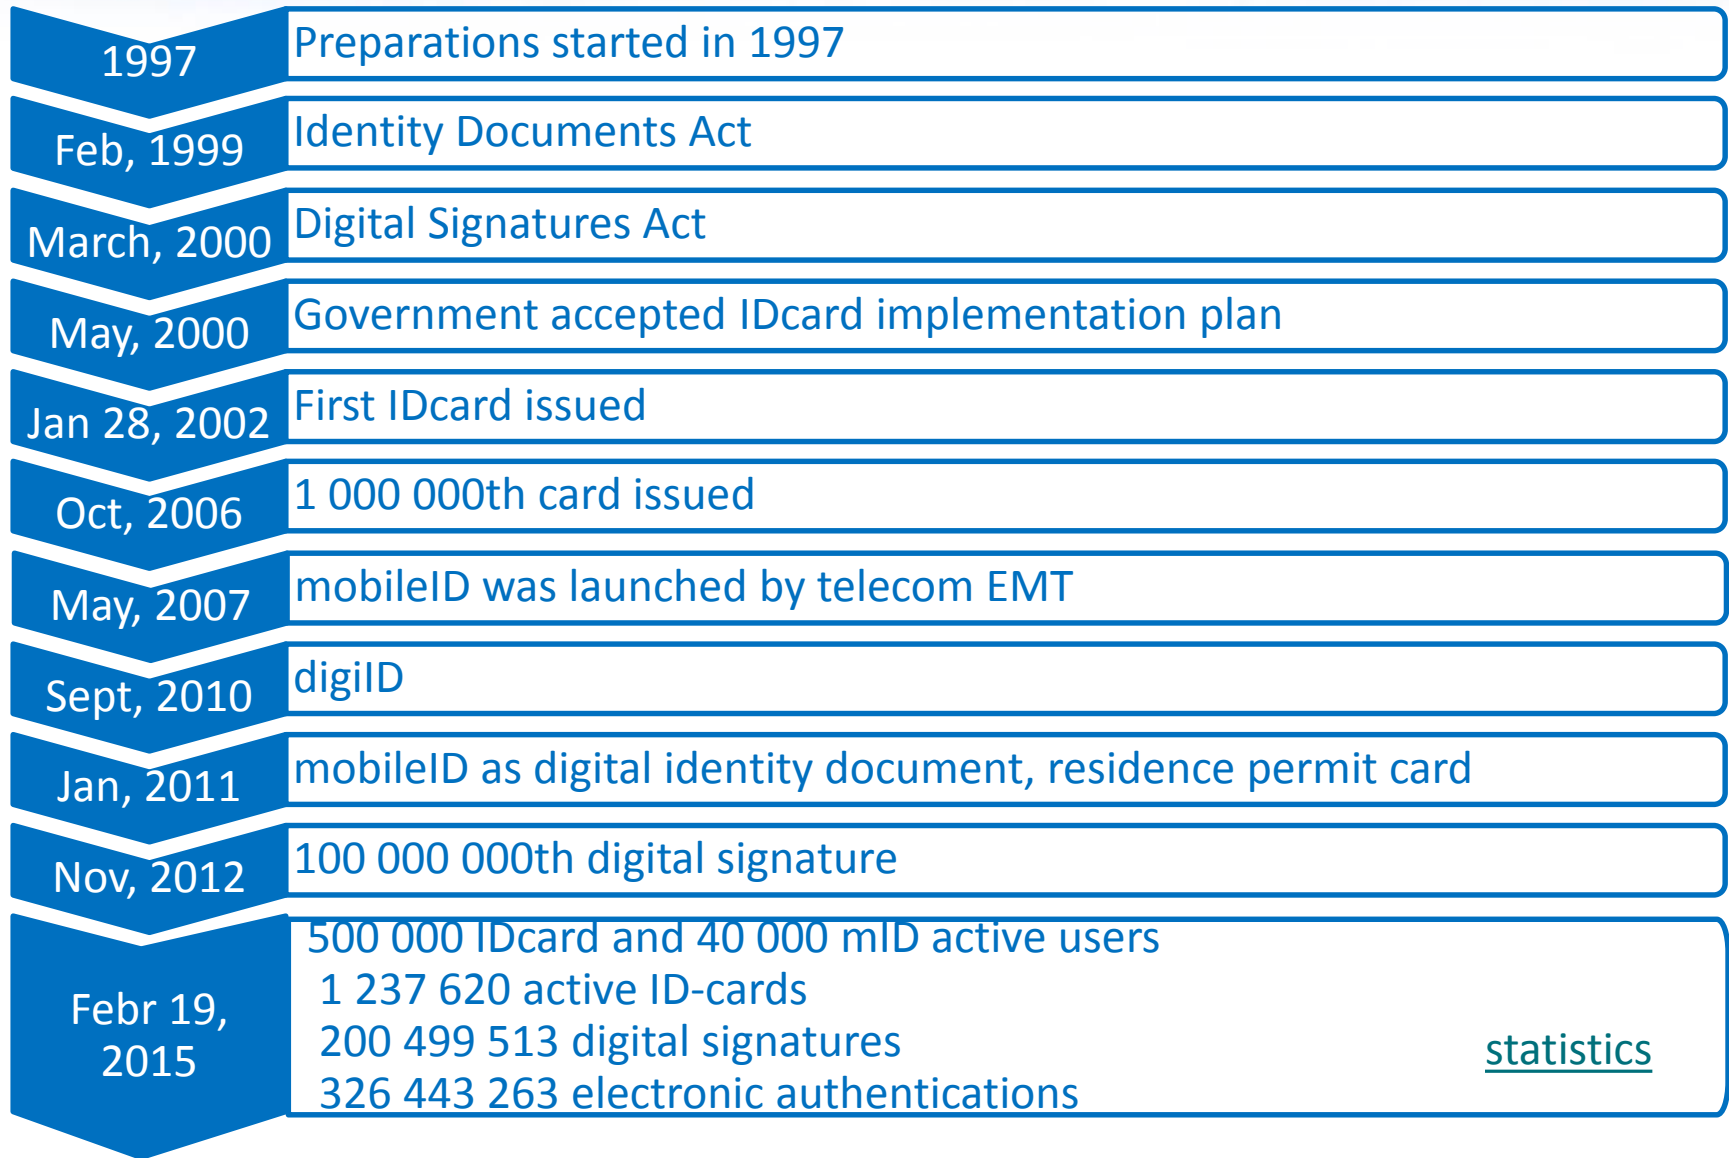 1997
Preparations started in 1997
Feb, 1999
Identity Documents Act
March, 2000
Digital Signatures Act
May, 2000
Government accepted IDcard implementation plan
Jan 28, 2002
First IDcard issued
Oct, 2006
1 000 000th card issued
May, 2007
mobileID was launched by telecom EMT
Sept, 2010
digiID
Jan, 2011
mobileID as digital identity document, residence permit card
Nov, 2012
100 000 000th digital signature
Febr 19,
2015
500 000 IDcard and 40 000 mID active users
1 237 620 active ID-cards
200 499 513 digital signatures
326 443 263 electronic authentications
statistics